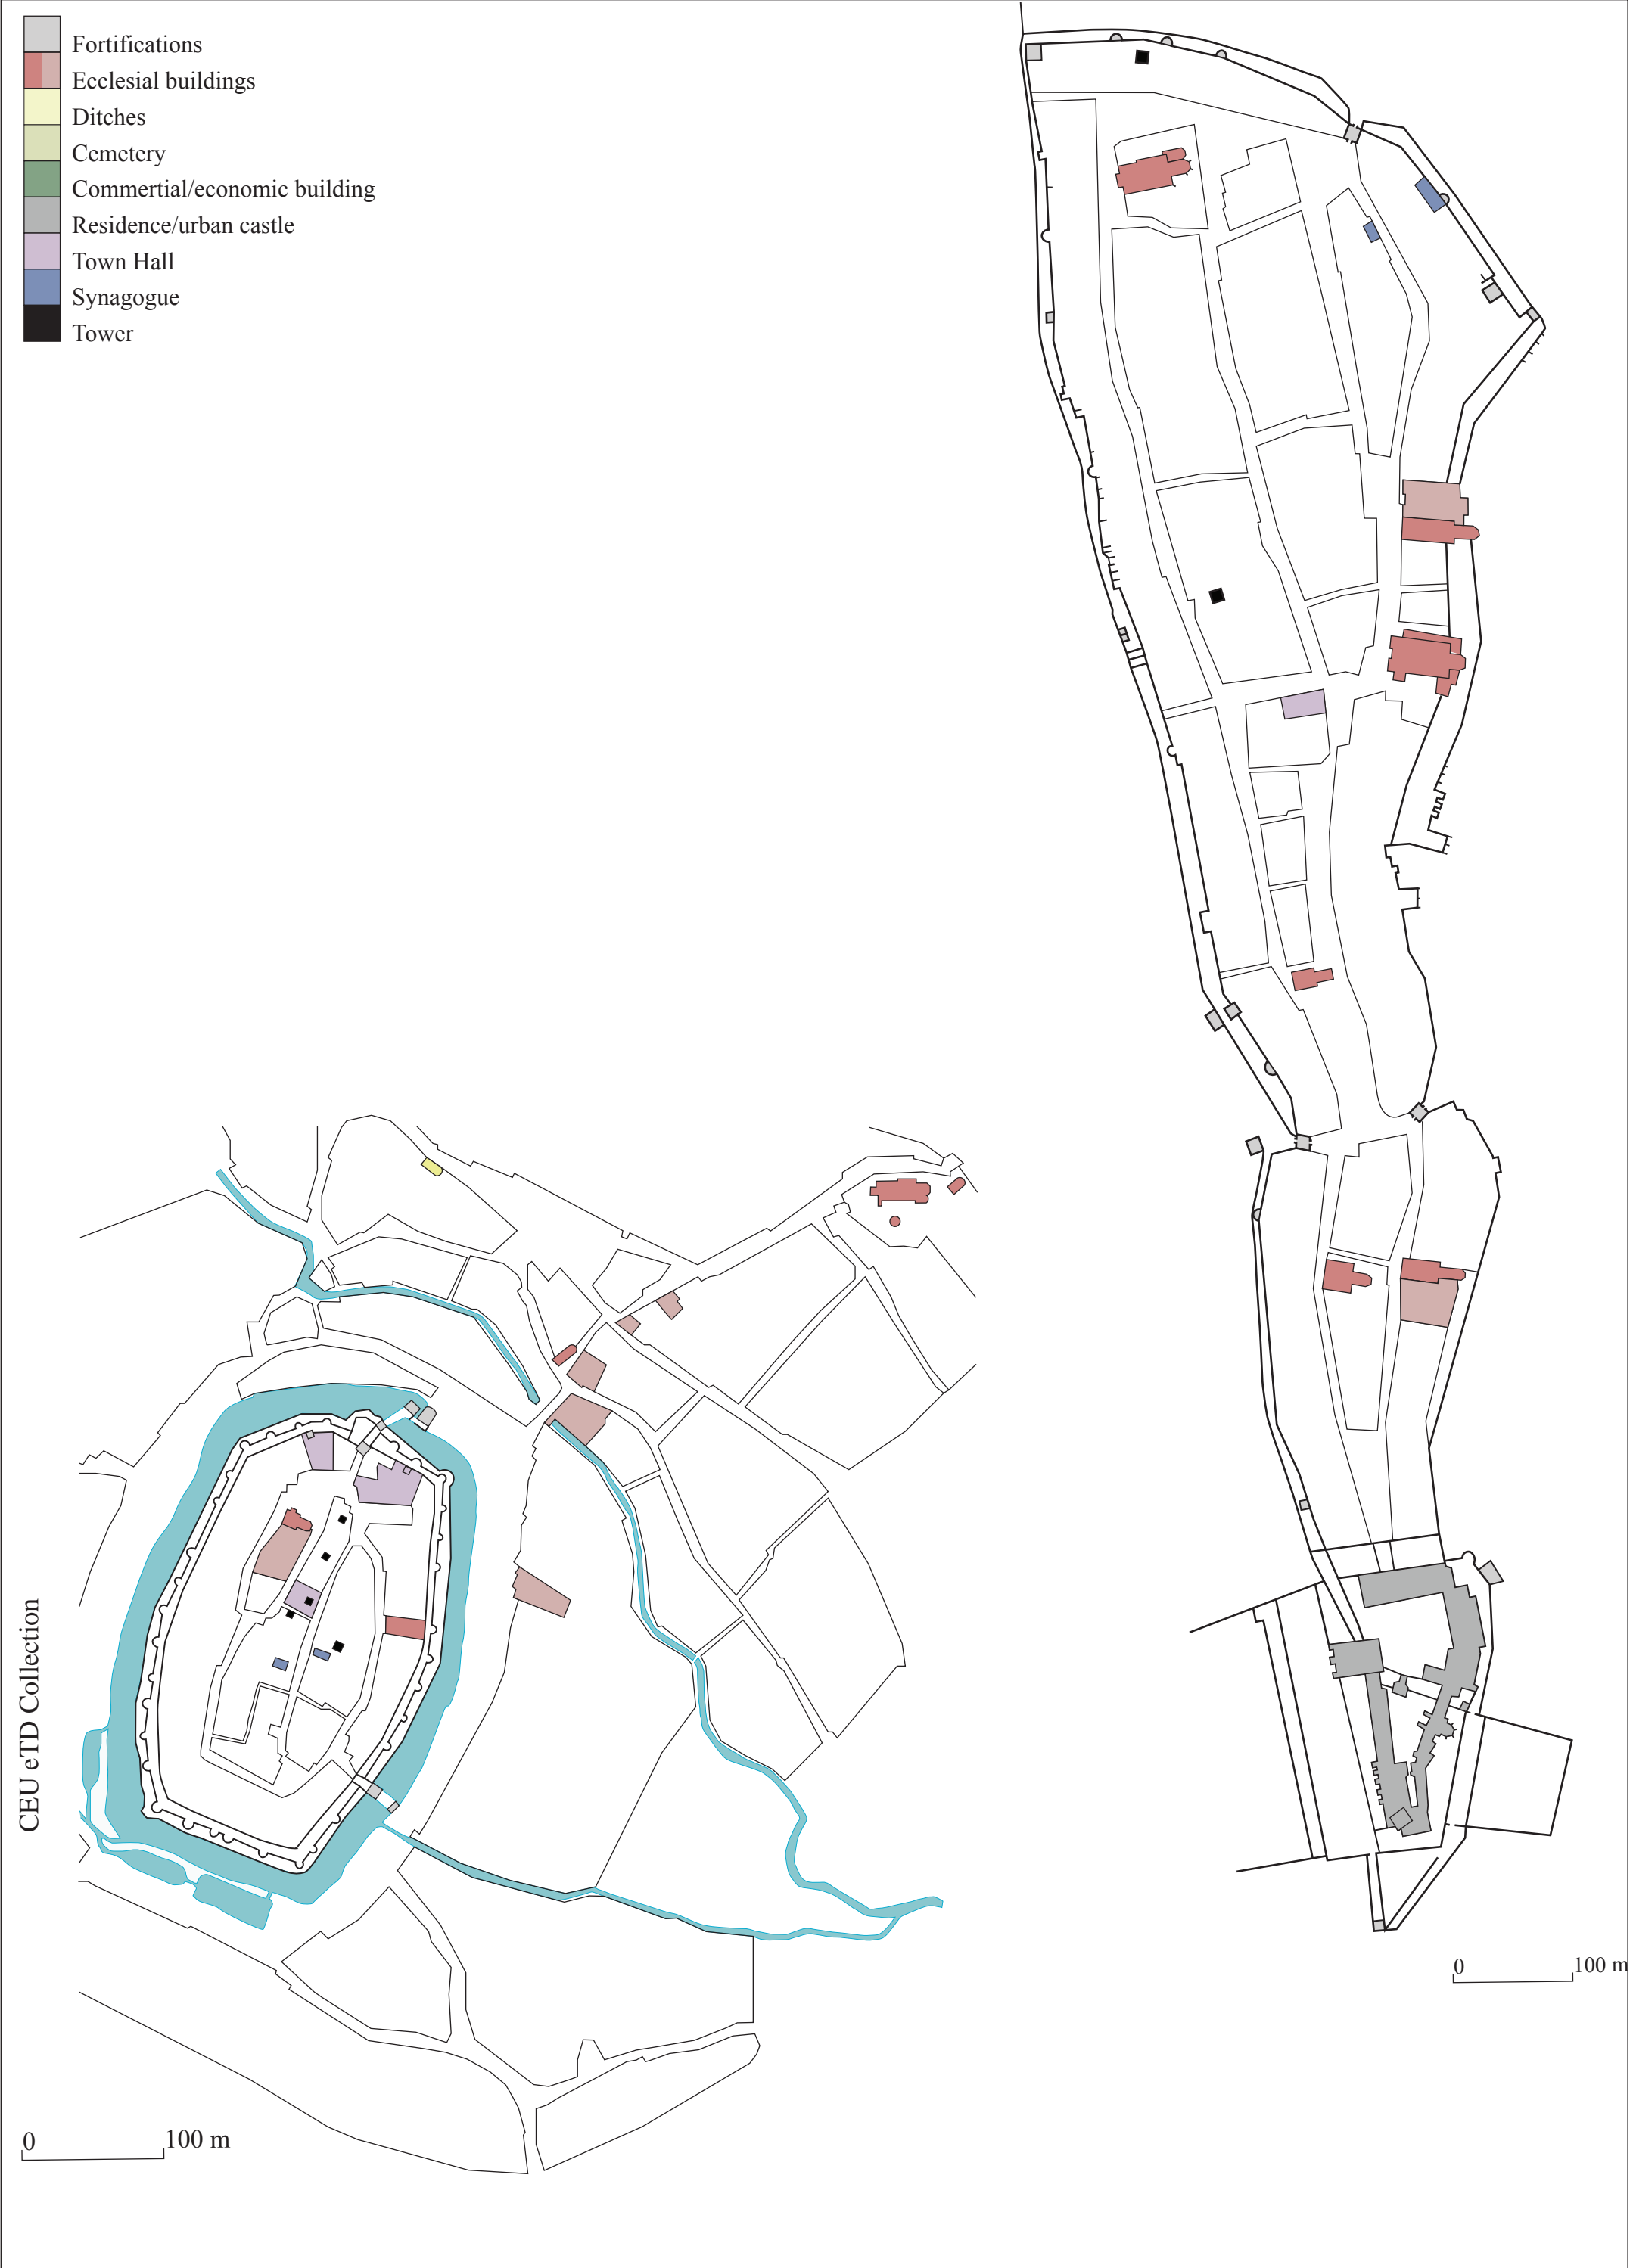 Fortifications
Ecclesial buildings
Ditches
Cemetery
Commertial/economic building
Residence/urban castle
Town Hall
Synagogue
Tower
CEU eTD Collection
0 100 m
0 100 m